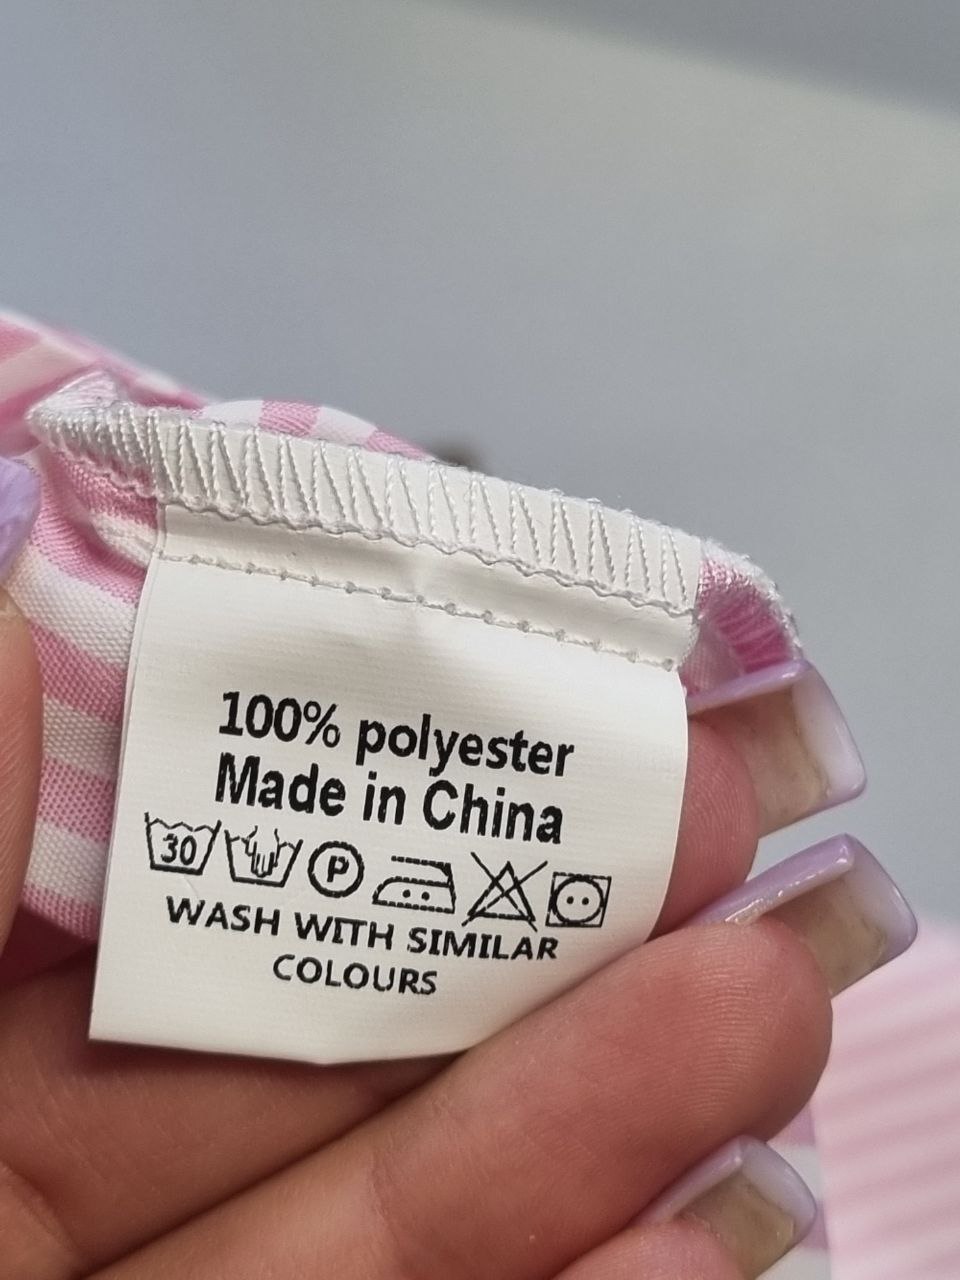 100% polyester
Made in China
30 P
WASH WITH SIMILAR
COLOURS